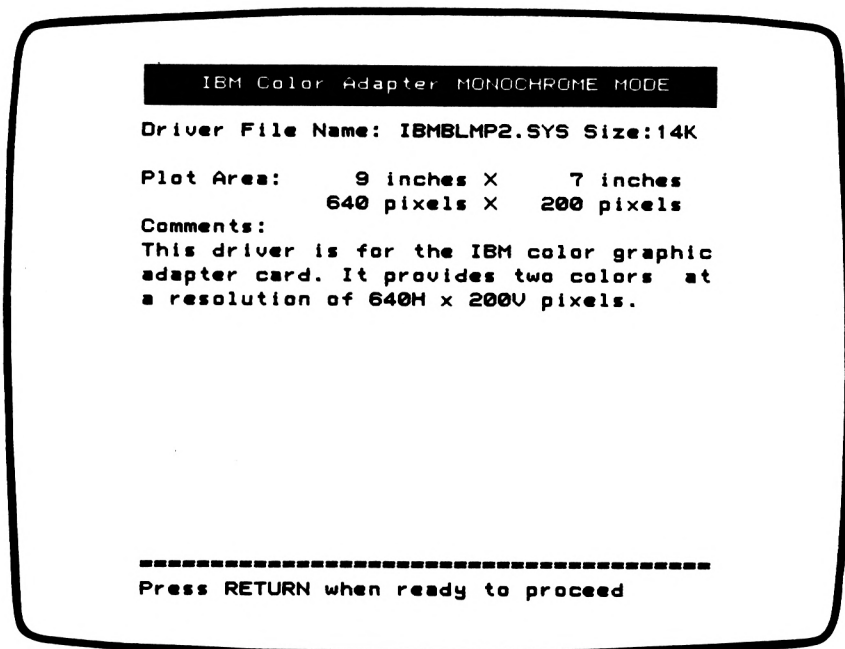 IBM Color Adapter MONOCHROME MODE
Driver File Name: IBMBLMP2.SYS Size:14K
Plot Area: 9 inches X 7 inches
640 pixels X 200 pixels
Comments:
This driver is for the IBM color graphic
adapter card. It provides two colors at
a resolution of 640H x 200V pixels.
Press RETURN when ready to proceed